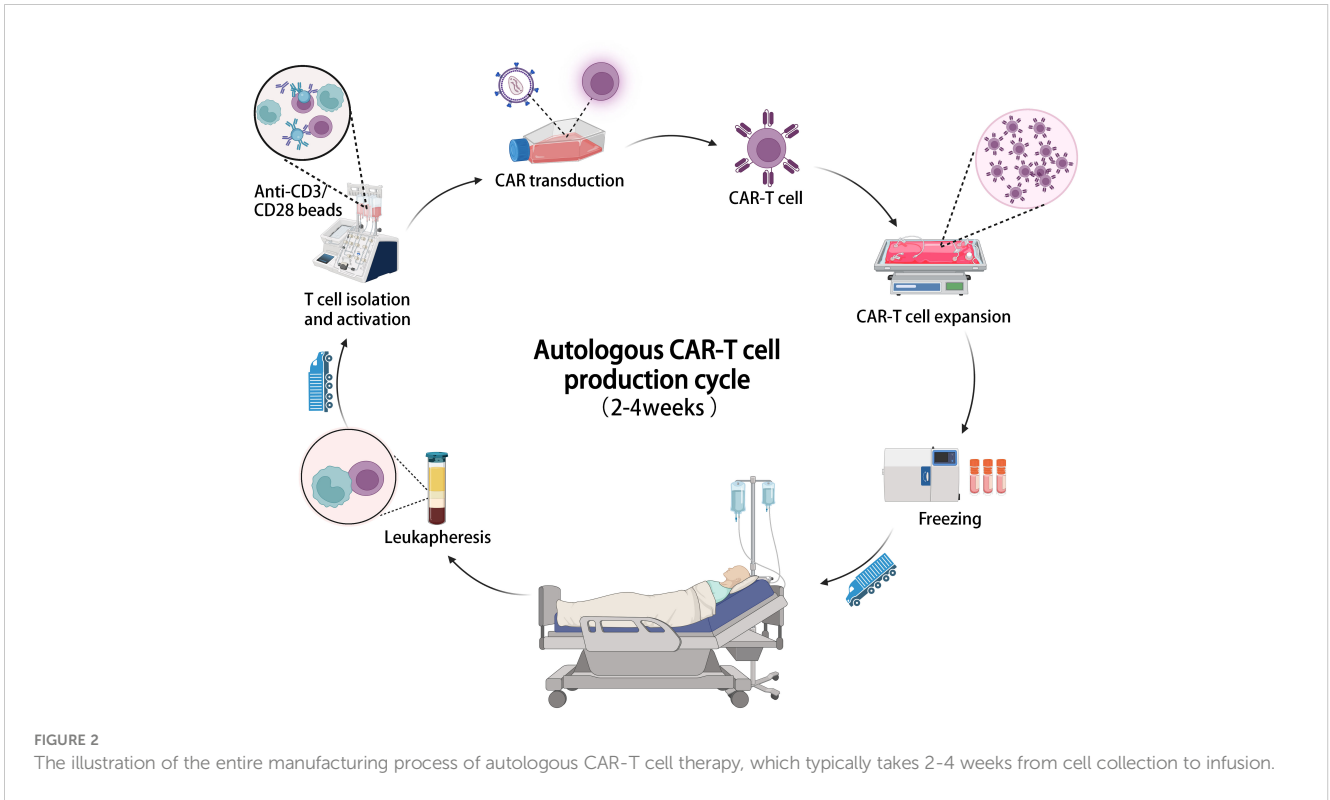 Anti-CD3/
CD28 beads
T cell isolation
and activation
CAR transduction
CAR-T cell
CAR-T cell expansion
Autologous CAR-T cell
production cycle
（2-4weeks ）
Leukapheresis
Freezing
FIGURE 2
The illustration of the entire manufacturing process of autologous CAR-T cell therapy, which typically takes 2-4 weeks from cell collection to infusion.